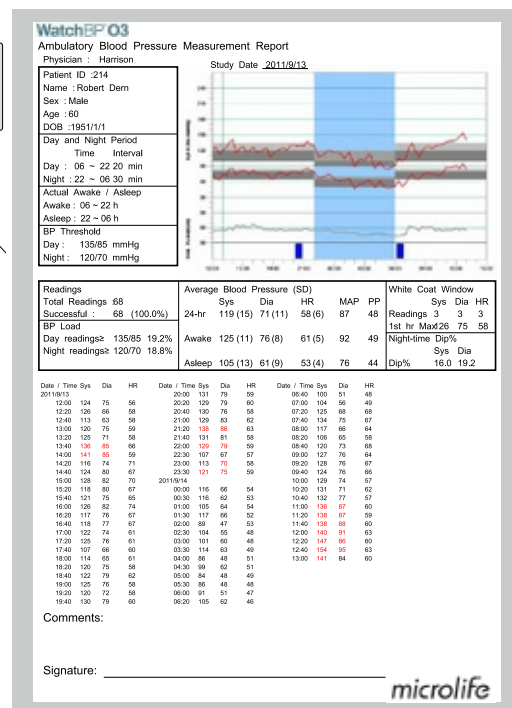 WatchBP O3
Ambulatory Blood Pressure Measurement Report
Physician : Harrison
Study Date 2011/9/13
Patient ID :214
Name :Robert Dern
Sex :Male
Age :60
DOB :1951/1/1
Day and Night Period
Time Interval
Day : 06 ~ 22 20 min
Night : 22 ~ 06 30 min
Actual Awake / Asleep
Awake : 06 ~ 22 h
Asleep : 22 ~ 06 h
BP Threshold
Day : 135/85 mmHg
Night : 120/70 mmHg
Readings
Total Readings :68
Successful : 68 (100.0%)
BP Load
Day readings≥ 135/85 19.2%
Night readings≥ 120/70 18.8%
Average Blood Pressure (SD)
Sys Dia HR MAP PP
24-hr 119 (15) 71 (11) 58 (6) 87 48
Awake 125 (11) 76 (8) 61 (5) 92 49
Asleep 105 (13) 61 (9) 53 (4) 76 44
White Coat Window
Sys Dia HR
Readings 3 3 3
1st hr Max 126 75 58
Night-time Dip%
Sys Dia
Dip% 16.0 19.2
Date / Time Sys Dia HR
2011/9/13
12:00 124 75 56
12:20 126 66 58
12:40 113 63 58
13:00 120 75 59
13:20 125 71 58
13:40 136 85 66
14:00 141 85 59
14:20 116 74 71
14:40 124 80 67
15:00 128 82 70
15:20 118 80 67
15:40 121 75 65
16:00 126 82 74
16:20 117 76 67
16:40 118 77 67
17:00 122 74 61
17:20 125 76 61
17:40 107 66 60
18:00 114 65 61
18:20 120 75 58
18:40 122 79 62
19:00 125 76 58
19:20 120 72 58
19:40 130 79 60
Date / Time Sys Dia HR
20:00 131 79 59
20:20 129 79 60
20:40 130 76 58
21:00 129 83 62
21:20 138 86 63
21:40 131 81 58
22:00 129 79 59
22:30 107 67 57
23:00 113 70 58
23:30 121 75 59
2011/9/14
00:00 116 66 54
00:30 116 62 53
01:00 105 64 54
01:30 117 66 52
02:00 89 47 53
02:30 104 55 48
03:00 101 60 48
03:30 114 63 49
04:00 86 48 51
04:30 99 62 51
05:00 84 48 49
05:30 86 48 48
06:00 91 51 47
06:20 105 62 46
Date / Time Sys Dia HR
06:40 100 51 48
07:00 104 56 49
07:20 125 68 68
07:40 134 75 67
08:00 117 66 64
08:20 106 65 58
08:40 120 73 68
09:00 127 76 64
09:20 128 76 67
09:40 124 76 66
10:00 129 74 57
10:20 131 71 62
10:40 132 77 57
11:00 136 87 60
11:20 138 87 59
11:40 138 88 60
12:00 140 91 63
12:20 147 86 60
12:40 154 95 63
13:00 141 84 60
Comments:
Signature:
microlife